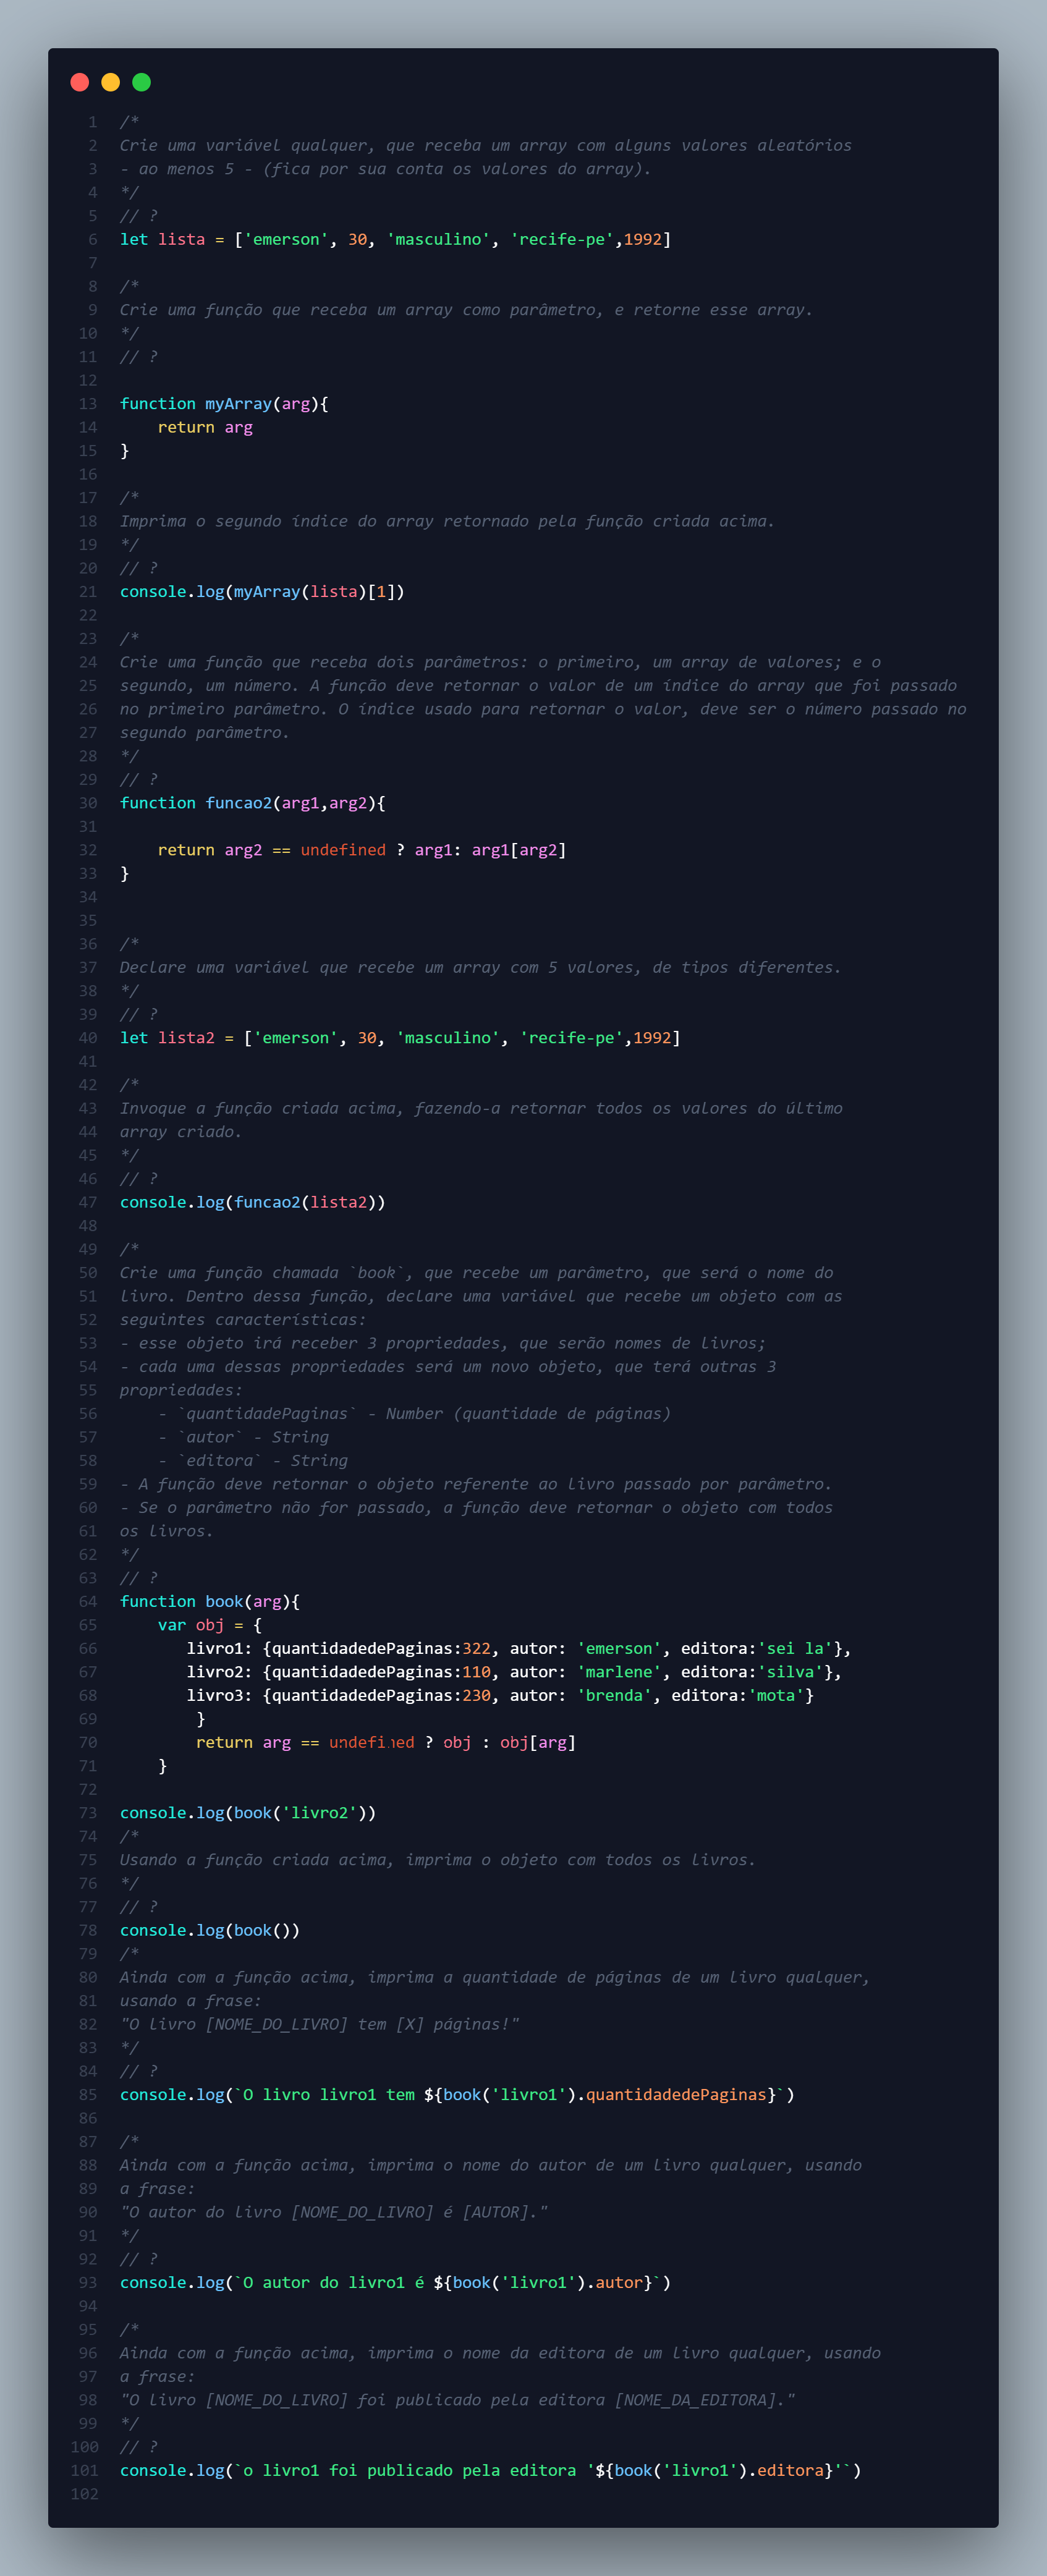 1 /*
2 Crie uma variável qualquer, que receba um array com alguns valores aleatórios
3 - ao menos 5 - (fica por sua conta os valores do array).
4 */
5 // ?
6 let lista = ['emerson', 30, 'masculino', 'recife-pe',1992]
7
8 /*
9 Crie uma função que receba um array como parâmetro, e retorne esse array.
10 */
11 // ?
12
13 function myArray(arg){
14     return arg
15 }
16
17 /*
18 Imprima o segundo índice do array retornado pela função criada acima.
19 */
20 // ?
21 console.log(myArray(lista)[1])
22
23 /*
24 Crie uma função que receba dois parâmetros: o primeiro, um array de valores; e o
25 segundo, um número. A função deve retornar o valor de um índice do array que foi passado
26 no primeiro parâmetro. O índice usado para retornar o valor, deve ser o número passado no
27 segundo parâmetro.
28 */
29 // ?
30 function funcao2(arg1,arg2){
31
32     return arg2 == undefined ? arg1: arg1[arg2]
33 }
34
35
36 /*
37 Declare uma variável que recebe um array com 5 valores, de tipos diferentes.
38 */
39 // ?
40 let lista2 = ['emerson', 30, 'masculino', 'recife-pe',1992]
41
42 /*
43 Invoque a função criada acima, fazendo-a retornar todos os valores do último
44 array criado.
45 */
46 // ?
47 console.log(funcao2(lista2))
48
49 /*
50 Crie uma função chamada `book`, que recebe um parâmetro, que será o nome do
51 livro. Dentro dessa função, declare uma variável que recebe um objeto com as
52 seguintes características:
53 - esse objeto irá receber 3 propriedades, que serão nomes de livros;
54 - cada uma dessas propriedades será um novo objeto, que terá outras 3
55 propriedades:
56     - `quantidadePaginas` - Number (quantidade de páginas)
57     - `autor` - String
58     - `editora` - String
59 - A função deve retornar o objeto referente ao livro passado por parâmetro.
60 - Se o parâmetro não for passado, a função deve retornar o objeto com todos
61 os livros.
62 */
63 // ?
64 function book(arg){
65     var obj = {
66        livro1: {quantidadedePaginas:322, autor: 'emerson', editora:'sei la'},
67        livro2: {quantidadedePaginas:110, autor: 'marlene', editora:'silva'},
68        livro3: {quantidadedePaginas:230, autor: 'brenda', editora:'mota'}
69         }
70         return arg == undefined ? obj : obj[arg]
71     }
72
73 console.log(book('livro2'))
74 /*
75 Usando a função criada acima, imprima o objeto com todos os livros.
76 */
77 // ?
78 console.log(book())
79 /*
80 Ainda com a função acima, imprima a quantidade de páginas de um livro qualquer,
81 usando a frase:
82 "O livro [NOME_DO_LIVRO] tem [X] páginas!"
83 */
84 // ?
85 console.log(`O livro livro1 tem ${book('livro1').quantidadedePaginas}`)
86
87 /*
88 Ainda com a função acima, imprima o nome do autor de um livro qualquer, usando
89 a frase:
90 "O autor do livro [NOME_DO_LIVRO] é [AUTOR]."
91 */
92 // ?
93 console.log(`O autor do livro1 é ${book('livro1').autor}`)
94
95 /*
96 Ainda com a função acima, imprima o nome da editora de um livro qualquer, usando
97 a frase:
98 "O livro [NOME_DO_LIVRO] foi publicado pela editora [NOME_DA_EDITORA]."
99 */
100 // ?
101 console.log(`o livro1 foi publicado pela editora '${book('livro1').editora}'`)
102